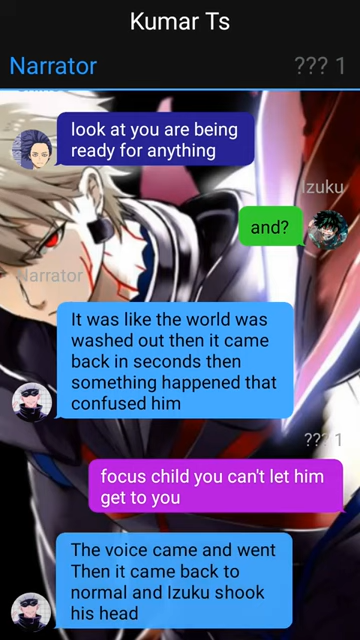 Kumar Ts
Narrator
??? 1
look at you are being
ready for anything
Izuku
and?
Narrator
It was like the world was
washed out then it came
back in seconds then
something happened that
confused him
??? 1
focus child you can't let him
get to you
The voice came and went
Then it came back to
normal and Izuku shook
his head